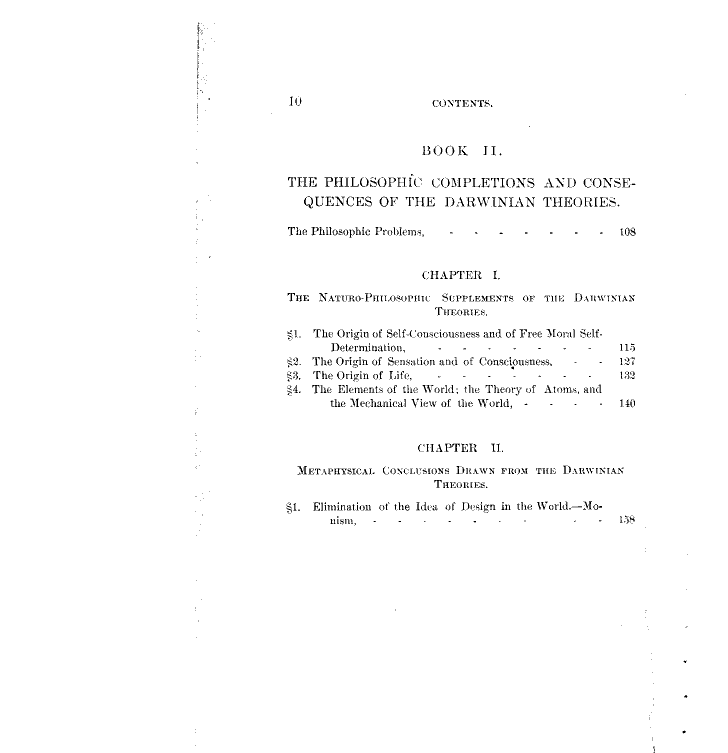 10 CONTENTS.
BOOK II.
THE PHILOSOPHIC COMPLETIONS AND CONSE-
QUENCES OF THE DARWINIAN THEORIES.
The Philosophic Problems, - - - - - - - 108
CHAPTER I.
THE NATURO-PHILOSOPHIC SUPPLEMENTS OF THE DARWINIAN
THEORIES.
§1. The Origin of Self-Consciousness and of Free Moral Self-
Determination, - - - - - - - 115
§2. The Origin of Sensation and of Consciousness, - - 127
§3. The Origin of Life, - - - - - - - 132
§4. The Elements of the World; the Theory of Atoms, and
the Mechanical View of the World, - - - - 140
CHAPTER II.
METAPHYSICAL CONCLUSIONS DRAWN FROM THE DARWINIAN
THEORIES.
§1. Elimination of the Idea of Design in the World.—Mo-
nism, - - - - - - - - - 158